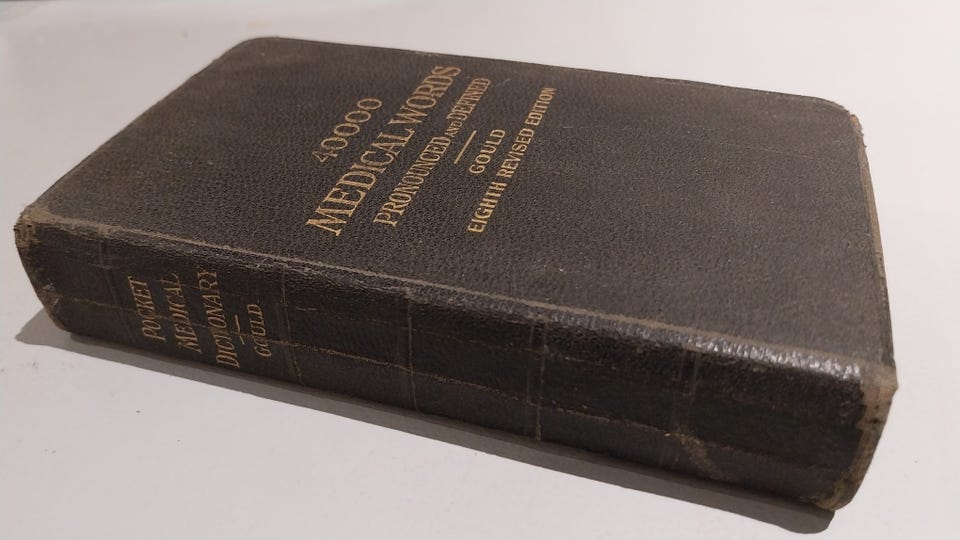 40000
MEDICAL WORDS
PRONOUNCED AND DEFINED
GOULD
EIGHTH REVISED EDITION
POCKET
MEDICAL
DICTIONARY
GOULD